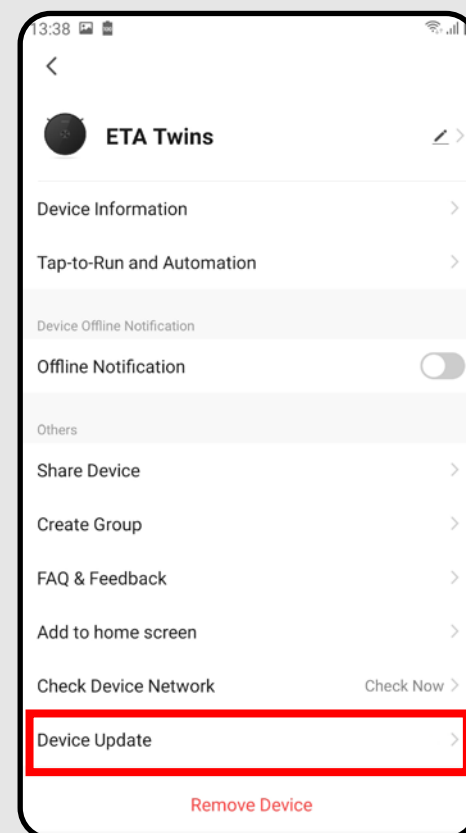 13:38
ETA Twins
Device Information
Tap-to-Run and Automation
Device Offline Notification
Offline Notification
Others
Share Device
Create Group
FAQ & Feedback
Add to home screen
Check Device Network Check Now
Device Update
Remove Device